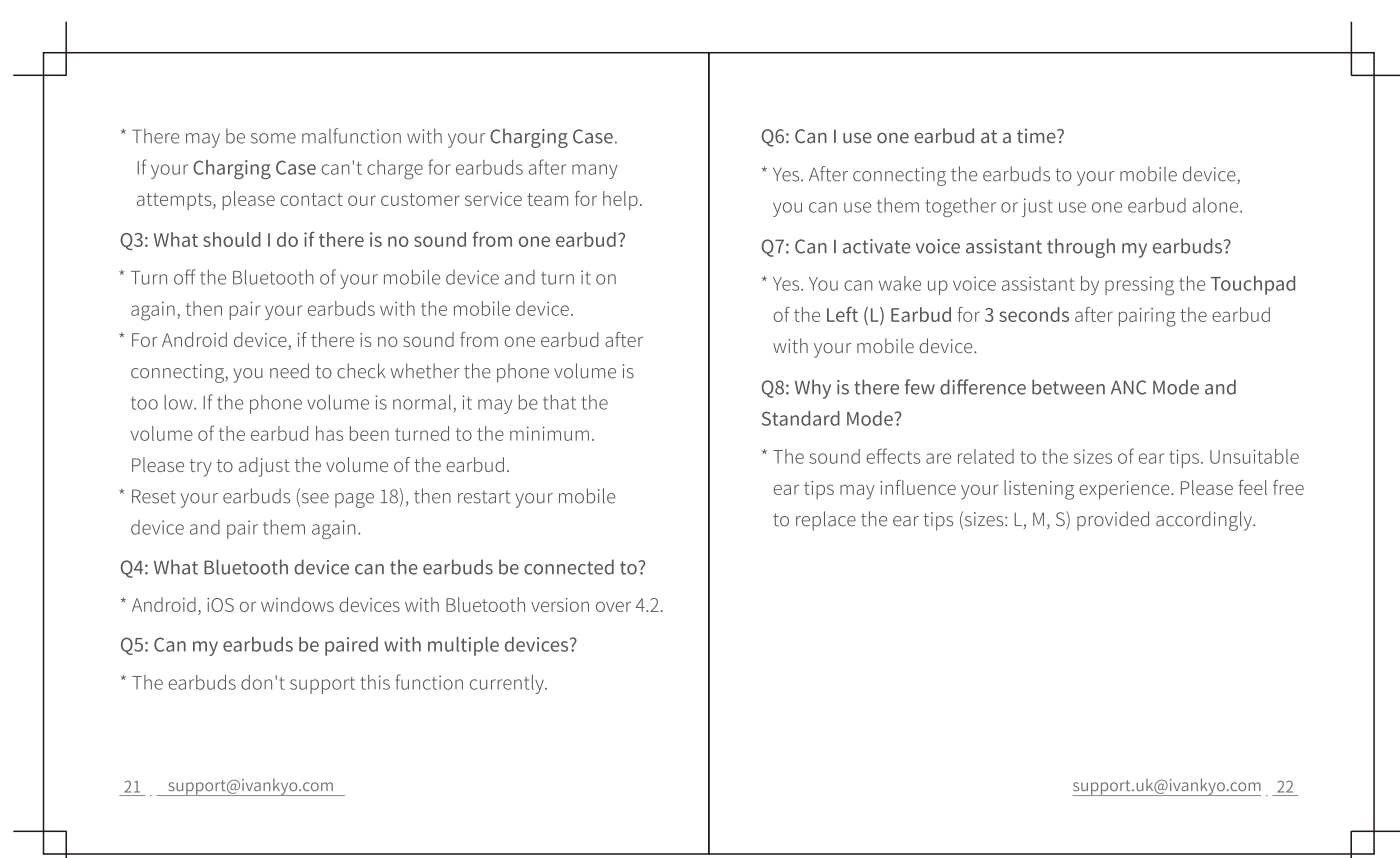 * There may be some malfunction with your Charging Case.
If your Charging Case can't charge for earbuds after many
attempts, please contact our customer service team for help.
Q3: What should I do if there is no sound from one earbud?
* Turn off the Bluetooth of your mobile device and turn it on
again, then pair your earbuds with the mobile device.
* For Android device, if there is no sound from one earbud after
connecting, you need to check whether the phone volume is
too low. If the phone volume is normal, it may be that the
volume of the earbud has been turned to the minimum.
Please try to adjust the volume of the earbud.
* Reset your earbuds (see page 18), then restart your mobile
device and pair them again.
Q4: What Bluetooth device can the earbuds be connected to?
* Android, iOS or windows devices with Bluetooth version over 4.2.
Q5: Can my earbuds be paired with multiple devices?
* The earbuds don't support this function currently.
21 . support@ivankyo.com
Q6: Can I use one earbud at a time?
* Yes. After connecting the earbuds to your mobile device,
you can use them together or just use one earbud alone.
Q7: Can I activate voice assistant through my earbuds?
* Yes. You can wake up voice assistant by pressing the Touchpad
of the Left (L) Earbud for 3 seconds after pairing the earbud
with your mobile device.
Q8: Why is there few difference between ANC Mode and
Standard Mode?
* The sound effects are related to the sizes of ear tips. Unsuitable
ear tips may influence your listening experience. Please feel free
to replace the ear tips (sizes: L, M, S) provided accordingly.
support.uk@ivankyo.com . 22